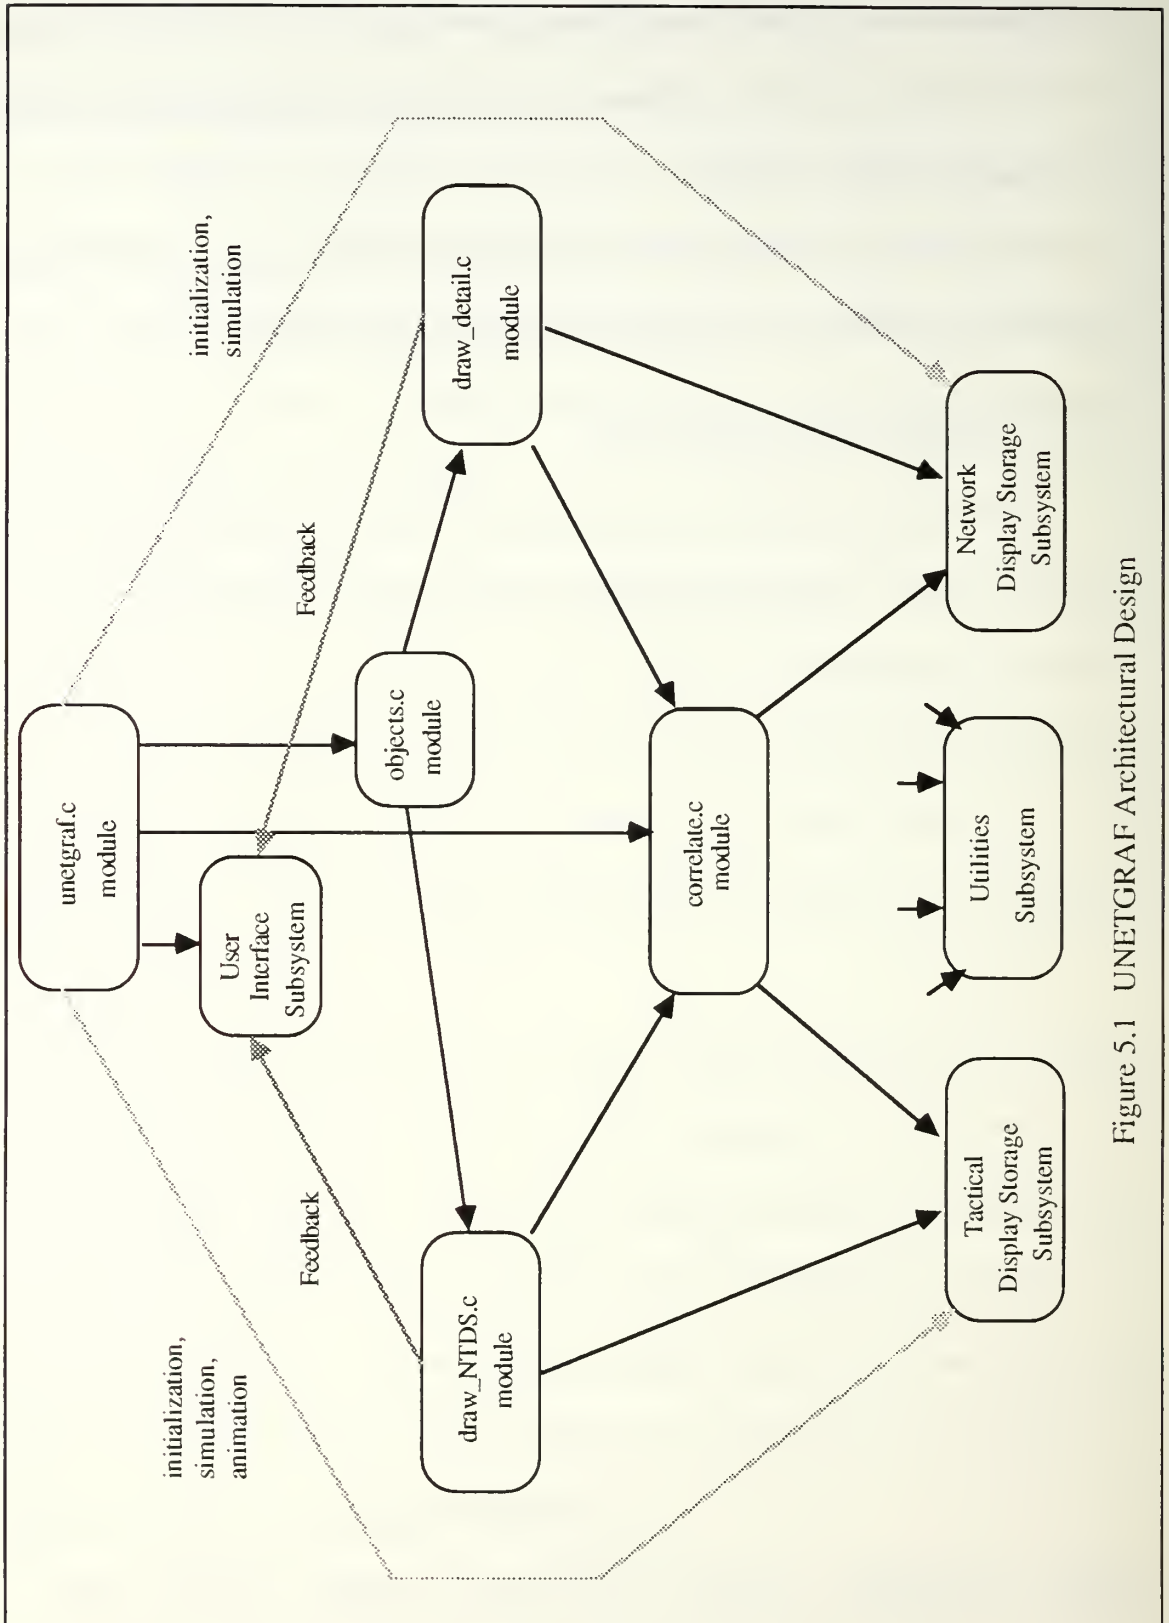 unetgraf.c
module
initialization,
simulation,
animation
initialization,
simulation
User
Interface
Subsystem
Feedback
Feedback
objects.c
module
draw_NTDS.c
module
draw_detail.c
module
correlate.c
module
Tactical
Display Storage
Subsystem
Utilities
Subsystem
Network
Display Storage
Subsystem
Figure 5.1 UNETGRAF Architectural Design